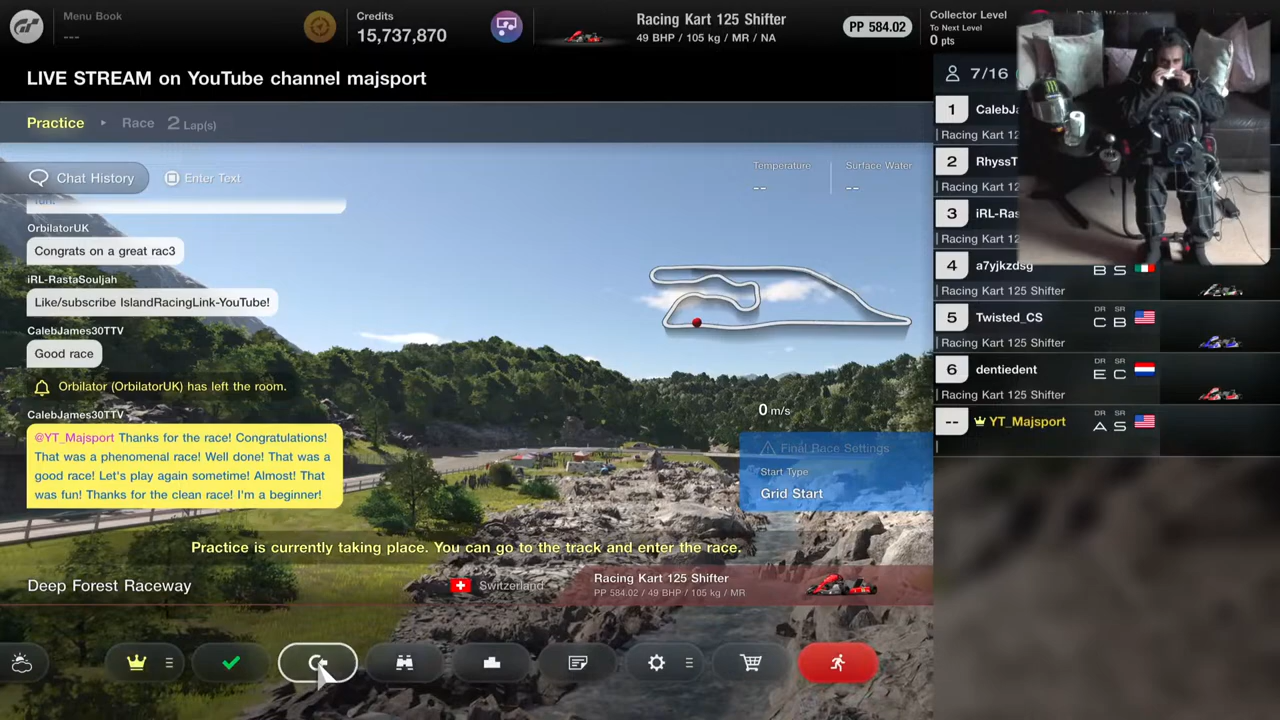 Menu Book
---
Credits
15,737,870
Racing Kart 125 Shifter
49 BHP / 105 kg / MR / NA
PP 584.02
Collector Level
To Next Level
0 pts
LIVE STREAM on YouTube channel majsport
Practice
Race 2 Lap(s)
Chat History
Enter Text
Temperature
--
Surface Water
--
fun!
OrbilatorUK
Congrats on a great rac3
iRL-RastaSouljah
Like/subscribe IslandRacingLink-YouTube!
CalebJames30TTV
Good race
Orbilator (OrbilatorUK) has left the room.
CalebJames30TTV
@YT_Majsport Thanks for the race! Congratulations!
That was a phenomenal race! Well done! That was a
good race! Let's play again sometime! Almost! That
was fun! Thanks for the clean race! I'm a beginner!
0 m/s
Final Race Settings
Start Type
Grid Start
Practice is currently taking place. You can go to the track and enter the race.
Deep Forest Raceway
Switzerland
Racing Kart 125 Shifter
PP 584.02 / 49 BHP / 105 kg / MR
7/16
1 CalebJa
Racing Kart 12
2 RhyssT
Racing Kart 12
3 iRL-Ras
Racing Kart 12
4 a7yjkzdsg B S
Racing Kart 125 Shifter
5 Twisted_CS DR C SR B
Racing Kart 125 Shifter
6 dentiedent DR E SR C
Racing Kart 125 Shifter
-- YT_Majsport DR A SR S